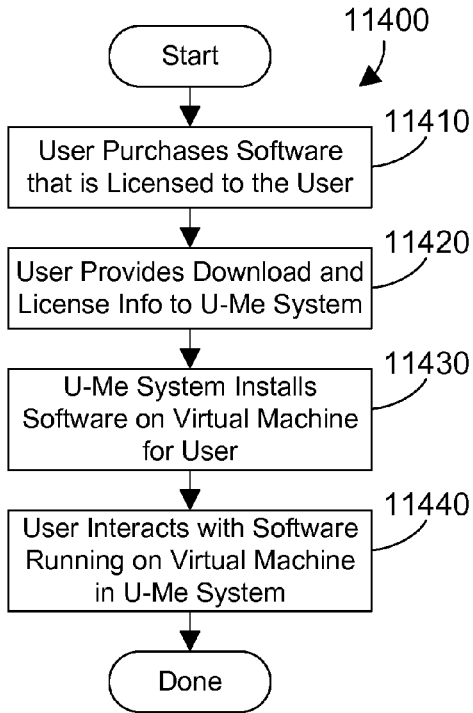 11400
Start
11410
User Purchases Software
that is Licensed to the User
11420
User Provides Download and
License Info to U-Me System
11430
U-Me System Installs
Software on Virtual Machine
for User
11440
User Interacts with Software
Running on Virtual Machine
in U-Me System
Done